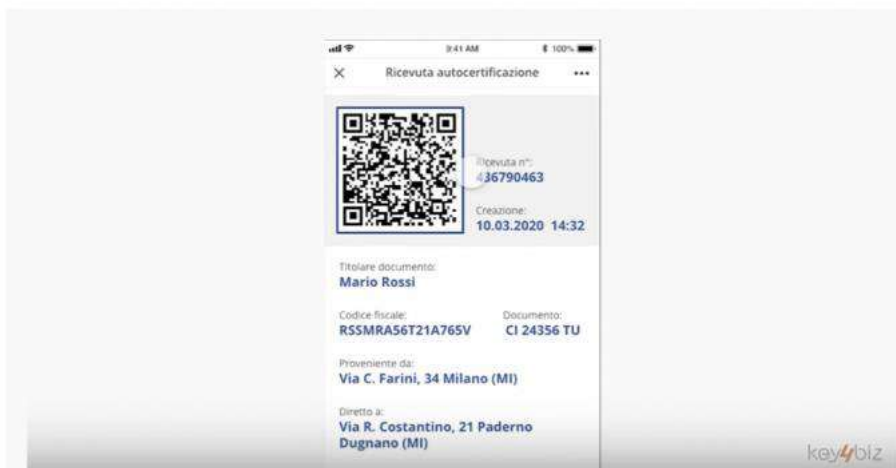 9:41 AM
100%
Ricevuta autocertificazione
Ricevuta n°:
436790463
Creazione:
10.03.2020 14:32
Titolare documento:
Mario Rossi
Codice fiscale:
RSSMRA56T21A765V
Documento:
CI 24356 TU
Proveniente da:
Via C. Farini, 34 Milano (MI)
Diretto a:
Via R. Costantino, 21 Paderno
Dugnano (MI)
key4biz